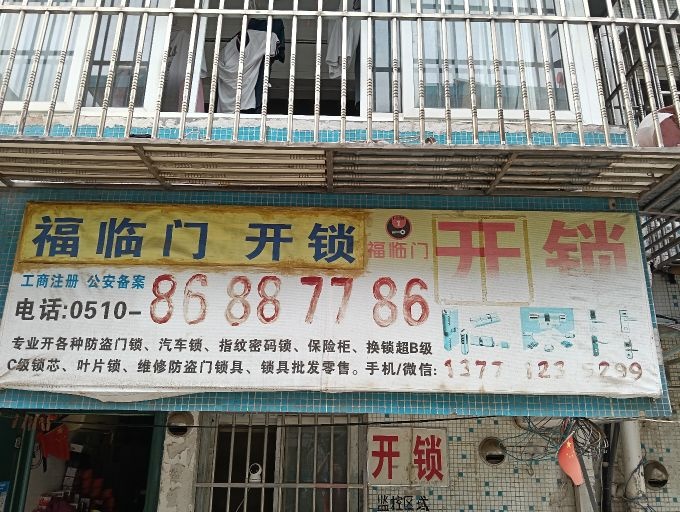 福临门 开锁
福临门 开锁
工商注册 公安备案
电话:0510-86887786
专业开各种防盗门锁、汽车锁、指纹密码锁、保险柜、换锁超B级
C级锁芯、叶片锁、维修防盗门锁具、锁具批发零售。手机/微信:1377 123 5299
开锁
监控区域